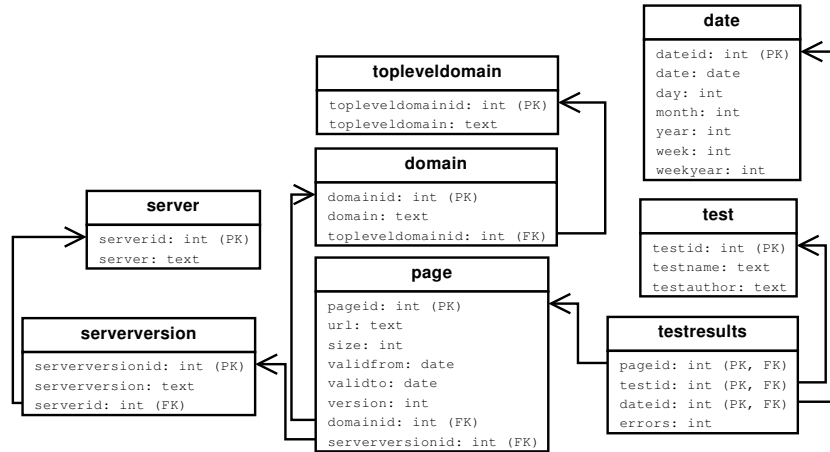 date
dateid: int (PK)
date: date
day: int
month: int
year: int
week: int
weekyear: int
topleveldomain
topleveldomainid: int (PK)
topleveldomain: text
domain
domainid: int (PK)
domain: text
topleveldomainid: int (FK)
server
serverid: int (PK)
server: text
test
testid: int (PK)
testname: text
testauthor: text
page
pageid: int (PK)
url: text
size: int
validfrom: date
validto: date
version: int
domainid: int (FK)
serverversionid: int (FK)
serverversion
serverversionid: int (PK)
serverversion: text
serverid: int (FK)
testresults
pageid: int (PK, FK)
testid: int (PK, FK)
dateid: int (PK, FK)
errors: int